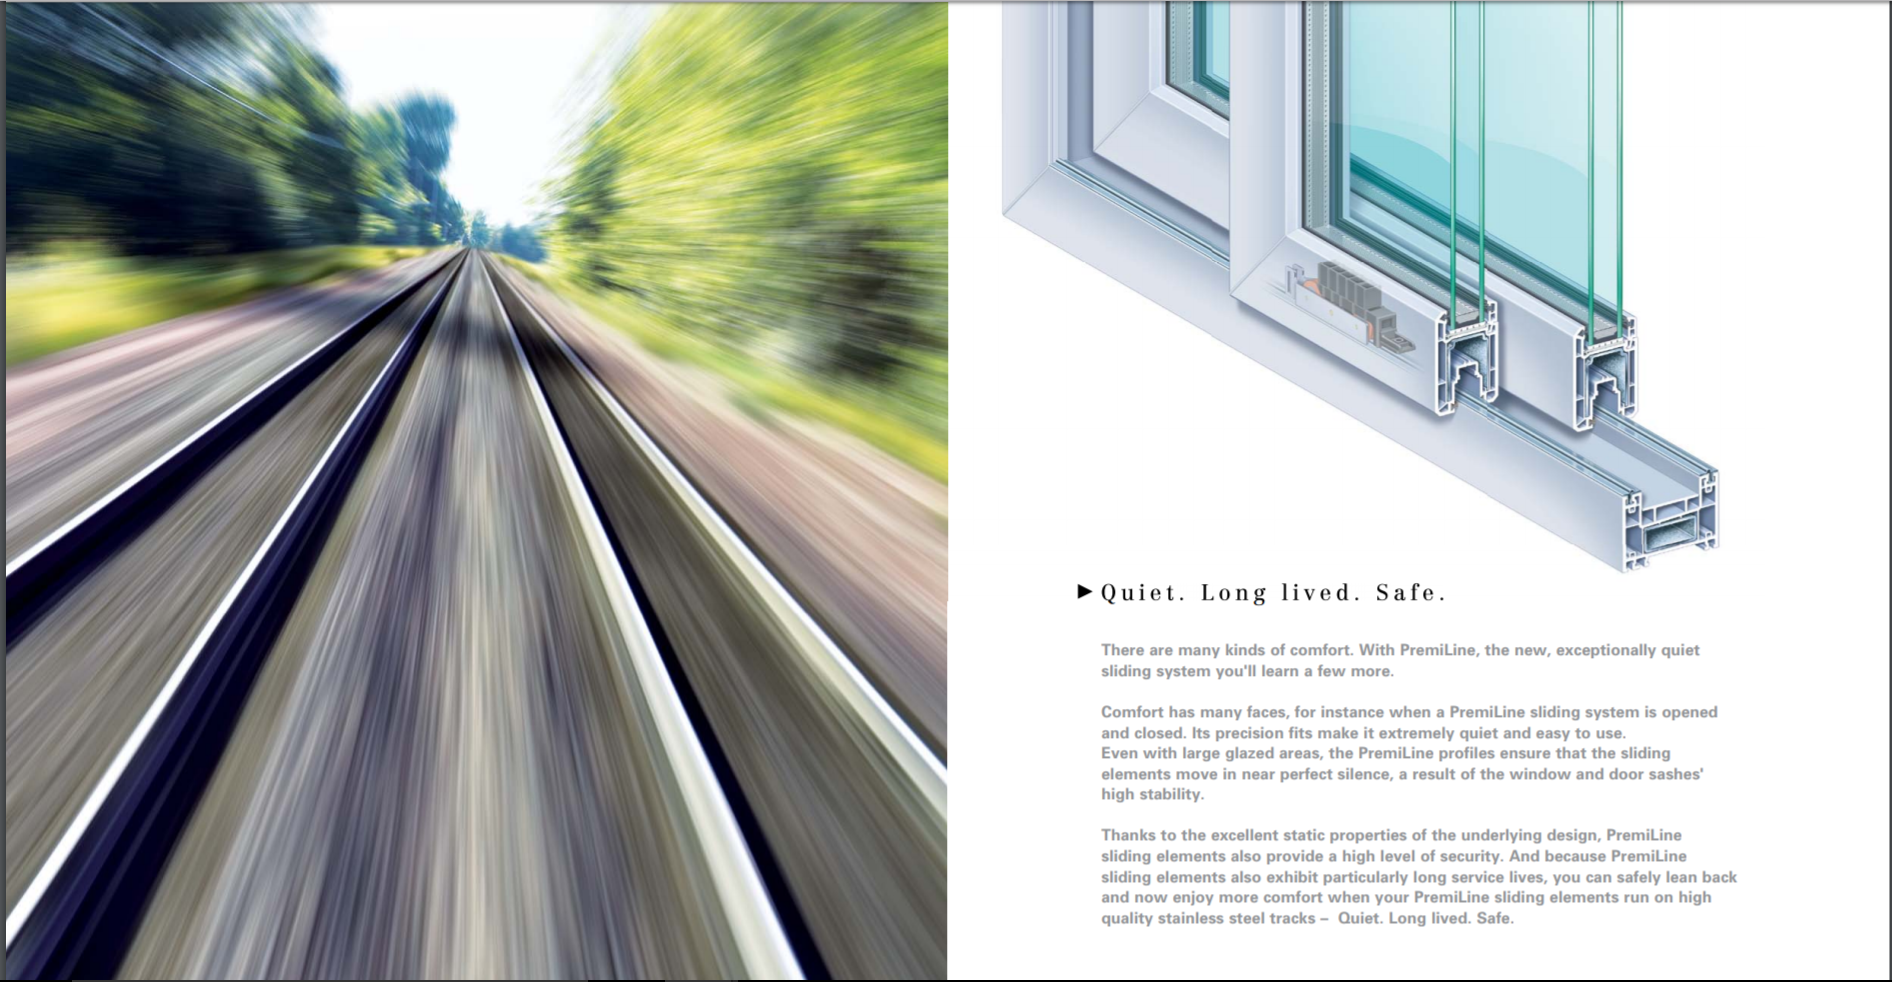 Quiet. Long lived. Safe.
There are many kinds of comfort. With PremiLine, the new, exceptionally quiet
sliding system you'll learn a few more.
Comfort has many faces, for instance when a PremiLine sliding system is opened
and closed. Its precision fits make it extremely quiet and easy to use.
Even with large glazed areas, the PremiLine profiles ensure that the sliding
elements move in near perfect silence, a result of the window and door sashes'
high stability.
Thanks to the excellent static properties of the underlying design, PremiLine
sliding elements also provide a high level of security. And because PremiLine
sliding elements also exhibit particularly long service lives, you can safely lean back
and now enjoy more comfort when your PremiLine sliding elements run on high
quality stainless steel tracks – Quiet. Long lived. Safe.